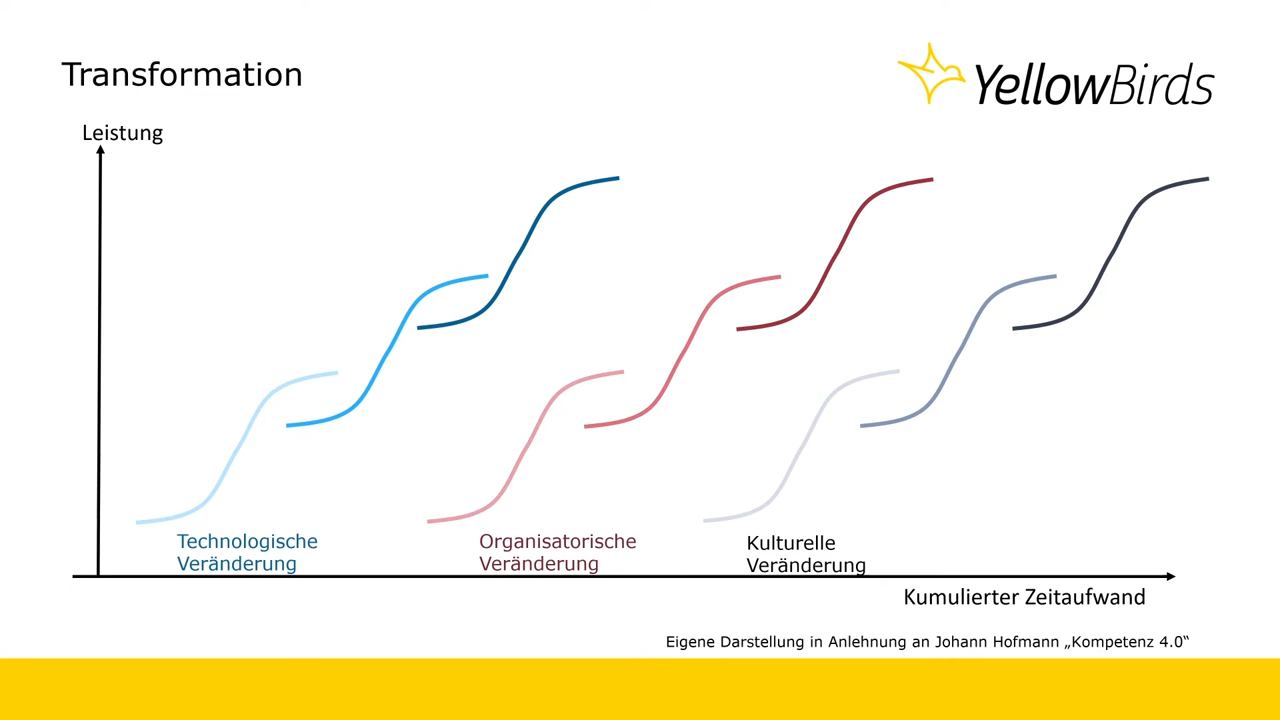 Transformation
YellowBirds
Leistung
Technologische
Veränderung
Organisatorische
Veränderung
Kulturelle
Veränderung
Kumulierter Zeitaufwand
Eigene Darstellung in Anlehnung an Johann Hofmann „Kompetenz 4.0“